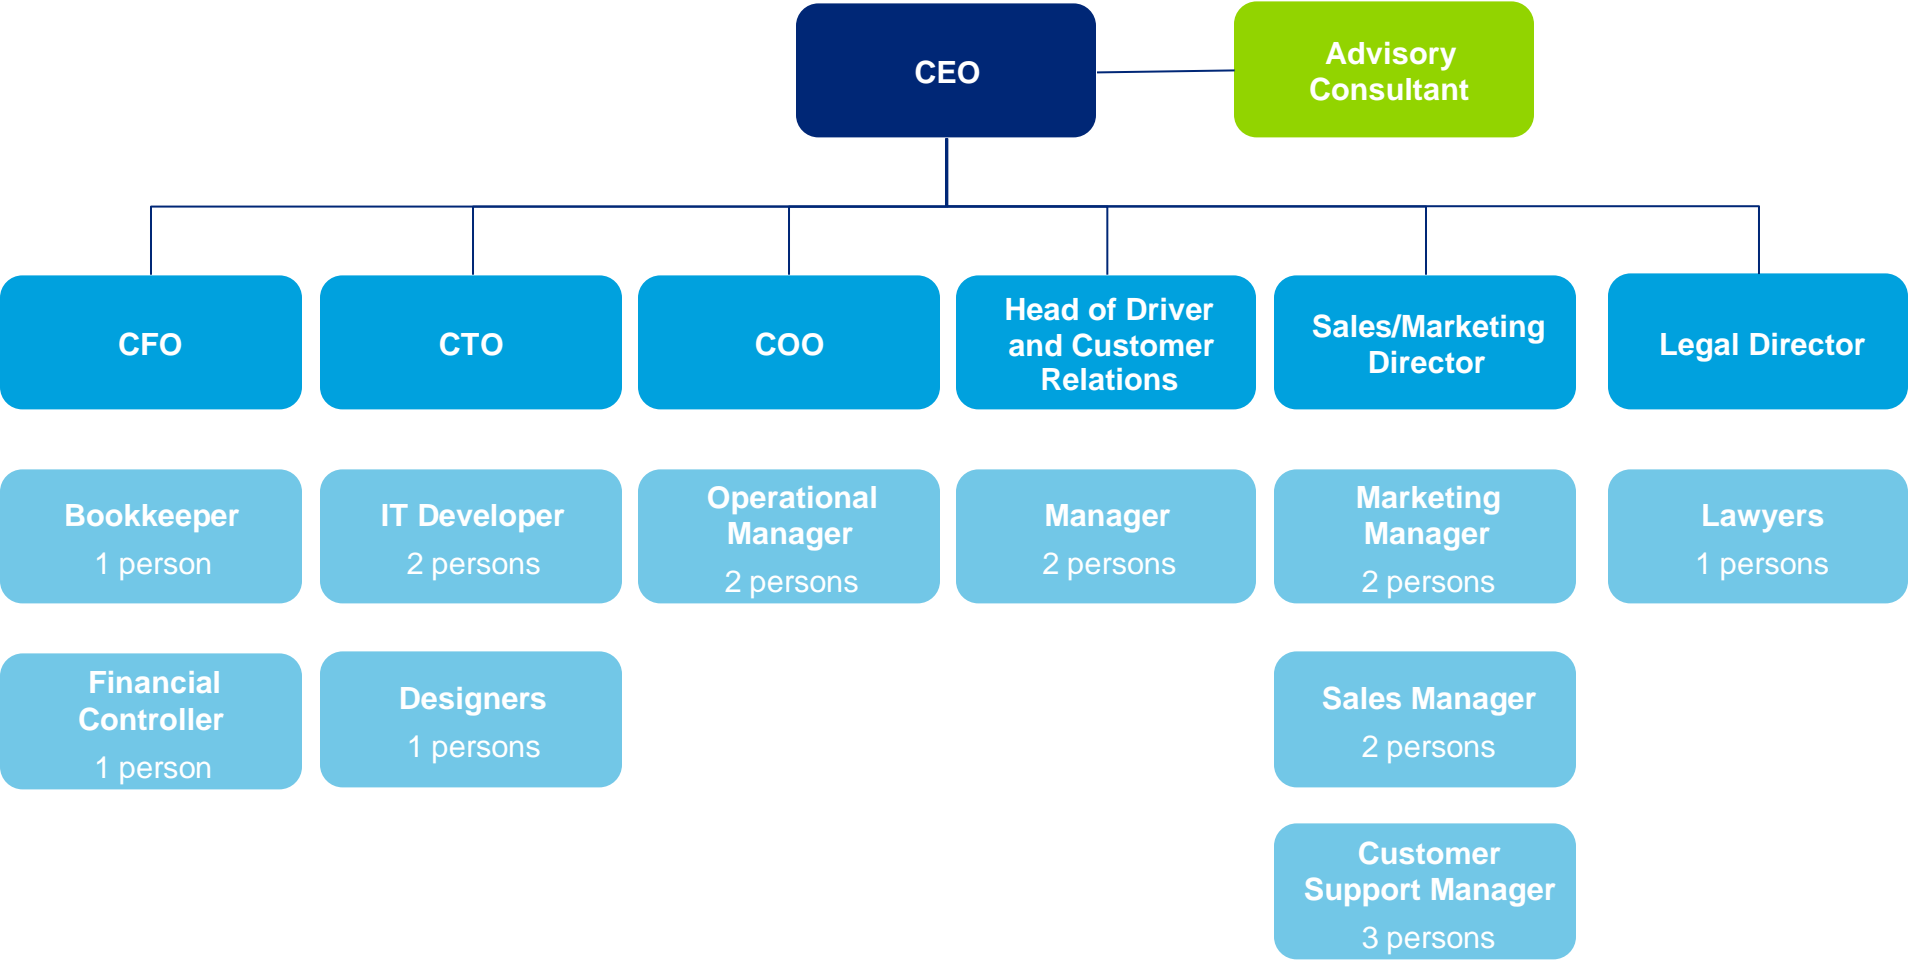 CEO
Advisory
Consultant
CFO
CTO
COO
Head of Driver
and Customer
Relations
Sales/Marketing
Director
Legal Director
Bookkeeper
1 person
IT Developer
2 persons
Operational
Manager
2 persons
Manager
2 persons
Marketing
Manager
2 persons
Lawyers
1 persons
Financial
Controller
1 person
Designers
1 persons
Sales Manager
2 persons
Customer
Support Manager
3 persons